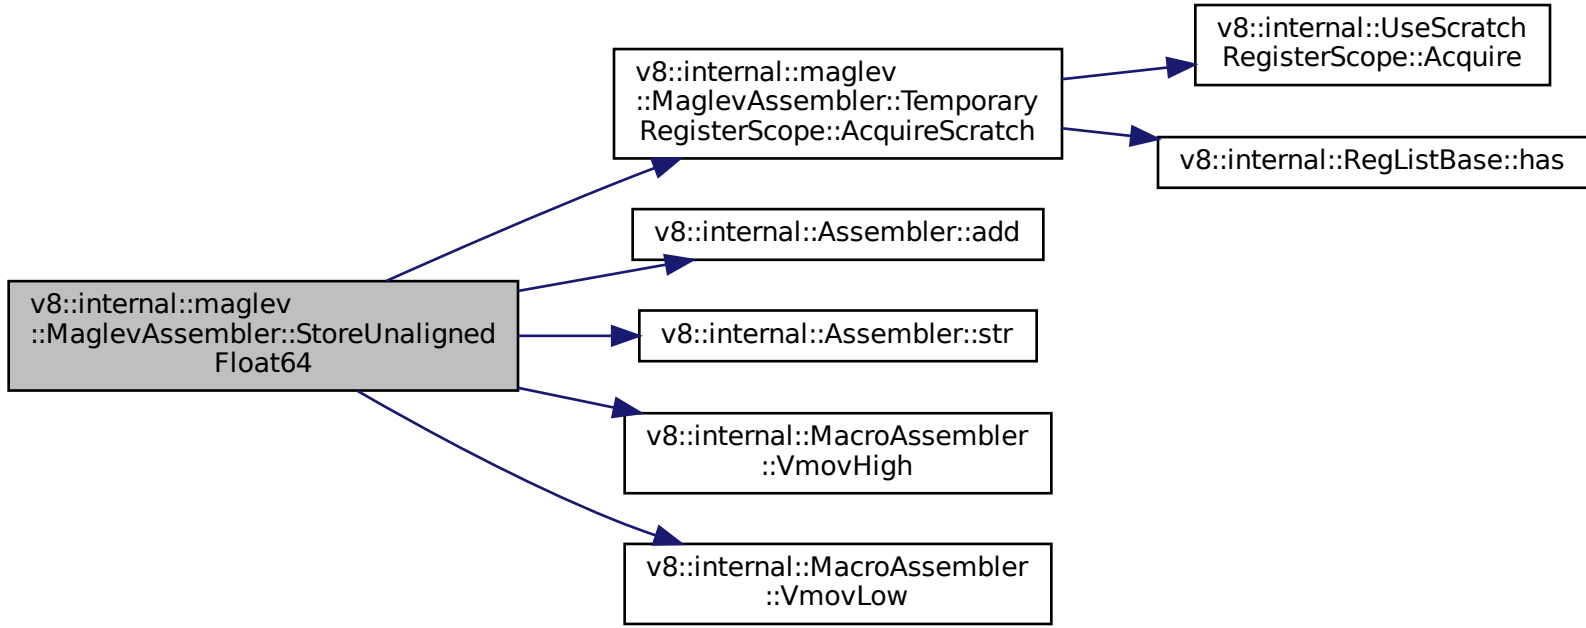 v8::internal::maglev
::MaglevAssembler::StoreUnaligned
Float64
v8::internal::maglev
::MaglevAssembler::Temporary
RegisterScope::AcquireScratch
v8::internal::UseScratch
RegisterScope::Acquire
v8::internal::RegListBase::has
v8::internal::Assembler::add
v8::internal::Assembler::str
v8::internal::MacroAssembler
::VmovHigh
v8::internal::MacroAssembler
::VmovLow